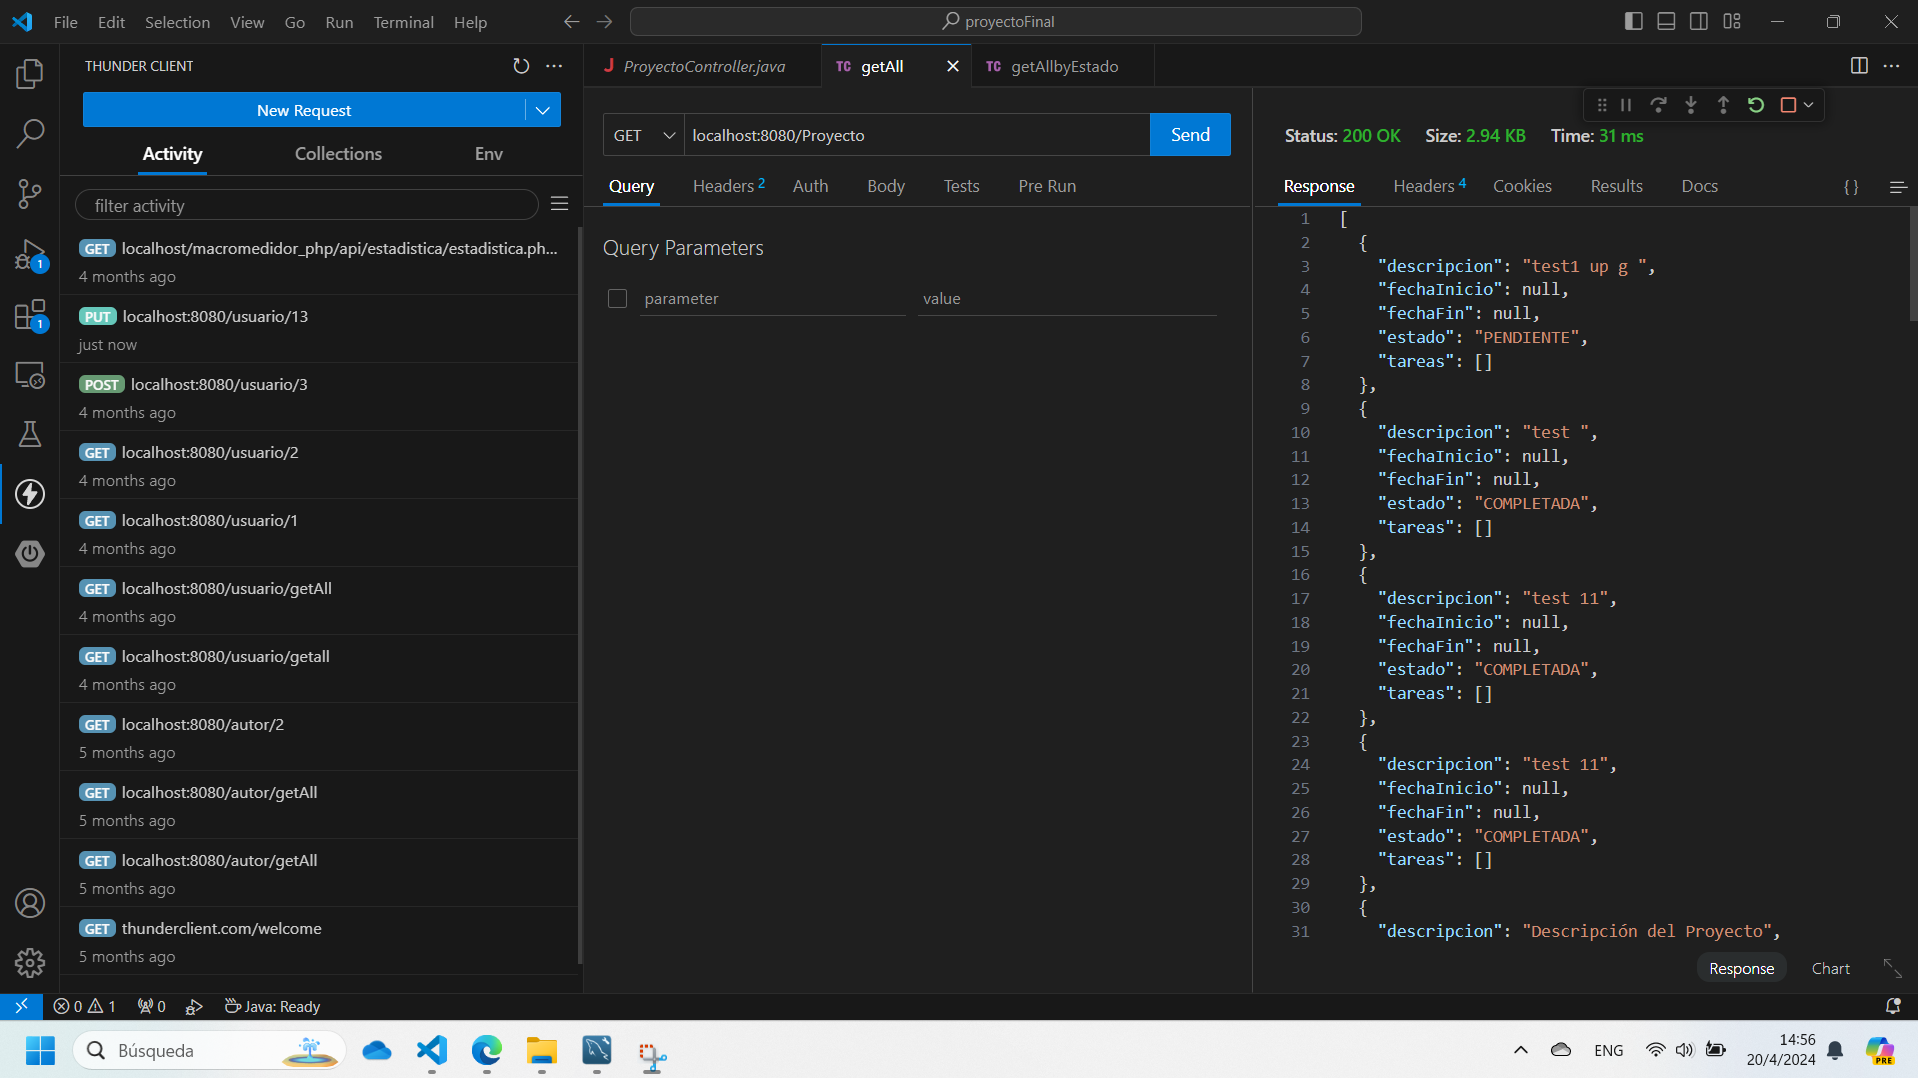 File Edit Selection View Go Run Terminal Help
proyectoFinal
THUNDER CLIENT
New Request
Activity Collections Env
filter activity
GET localhost/macromedidor_php/api/estadistica/estadistica.ph...
4 months ago
PUT localhost:8080/usuario/13
just now
POST localhost:8080/usuario/3
4 months ago
GET localhost:8080/usuario/2
4 months ago
GET localhost:8080/usuario/1
4 months ago
GET localhost:8080/usuario/getAll
4 months ago
GET localhost:8080/usuario/getall
4 months ago
GET localhost:8080/autor/2
5 months ago
GET localhost:8080/autor/getAll
5 months ago
GET localhost:8080/autor/getAll
5 months ago
GET thunderclient.com/welcome
5 months ago
1
1
J ProyectoController.java TC getAll TC getAllbyEstado
GET localhost:8080/Proyecto Send
Query Headers 2 Auth Body Tests Pre Run
Query Parameters
parameter value
Status: 200 OK Size: 2.94 KB Time: 31 ms
Response Headers 4 Cookies Results Docs { }
1 [
2 {
3 "descripcion": "test1 up g ",
4 "fechaInicio": null,
5 "fechaFin": null,
6 "estado": "PENDIENTE",
7 "tareas": []
8 },
9 {
10 "descripcion": "test ",
11 "fechaInicio": null,
12 "fechaFin": null,
13 "estado": "COMPLETADA",
14 "tareas": []
15 },
16 {
17 "descripcion": "test 11",
18 "fechaInicio": null,
19 "fechaFin": null,
20 "estado": "COMPLETADA",
21 "tareas": []
22 },
23 {
24 "descripcion": "test 11",
25 "fechaInicio": null,
26 "fechaFin": null,
27 "estado": "COMPLETADA",
28 "tareas": []
29 },
30 {
31 "descripcion": "Descripción del Proyecto",
Response Chart
0 1 0 Java: Ready
Búsqueda
ENG
14:56
20/4/2024
PRE